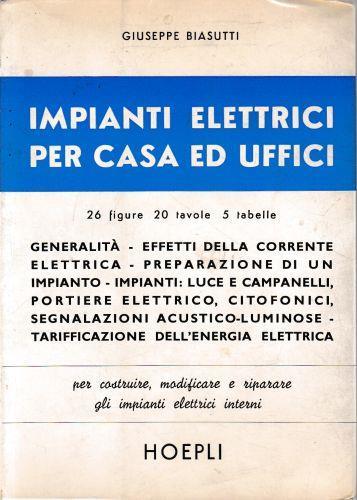 GIUSEPPE BIASUTTI
IMPIANTI ELETTRICI
PER CASA ED UFFICI
26 figure 20 tavole 5 tabelle
GENERALITÀ - EFFETTI DELLA CORRENTE
ELETTRICA - PREPARAZIONE DI UN
IMPIANTO - IMPIANTI: LUCE E CAMPANELLI,
PORTIERE ELETTRICO, CITOFONICI,
SEGNALAZIONI ACUSTICO-LUMINOSE -
TARIFFICAZIONE DELL'ENERGIA ELETTRICA
per costruire, modificare e riparare
gli impianti elettrici interni
HOEPLI